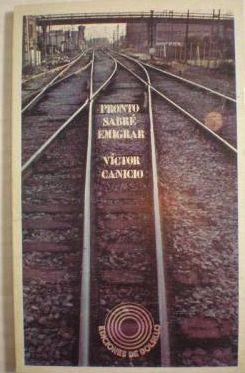 PRONTO
SABRÉ
EMIGRAR
VÍCTOR
CANICIO
EDICIONES DE BOLSILLO